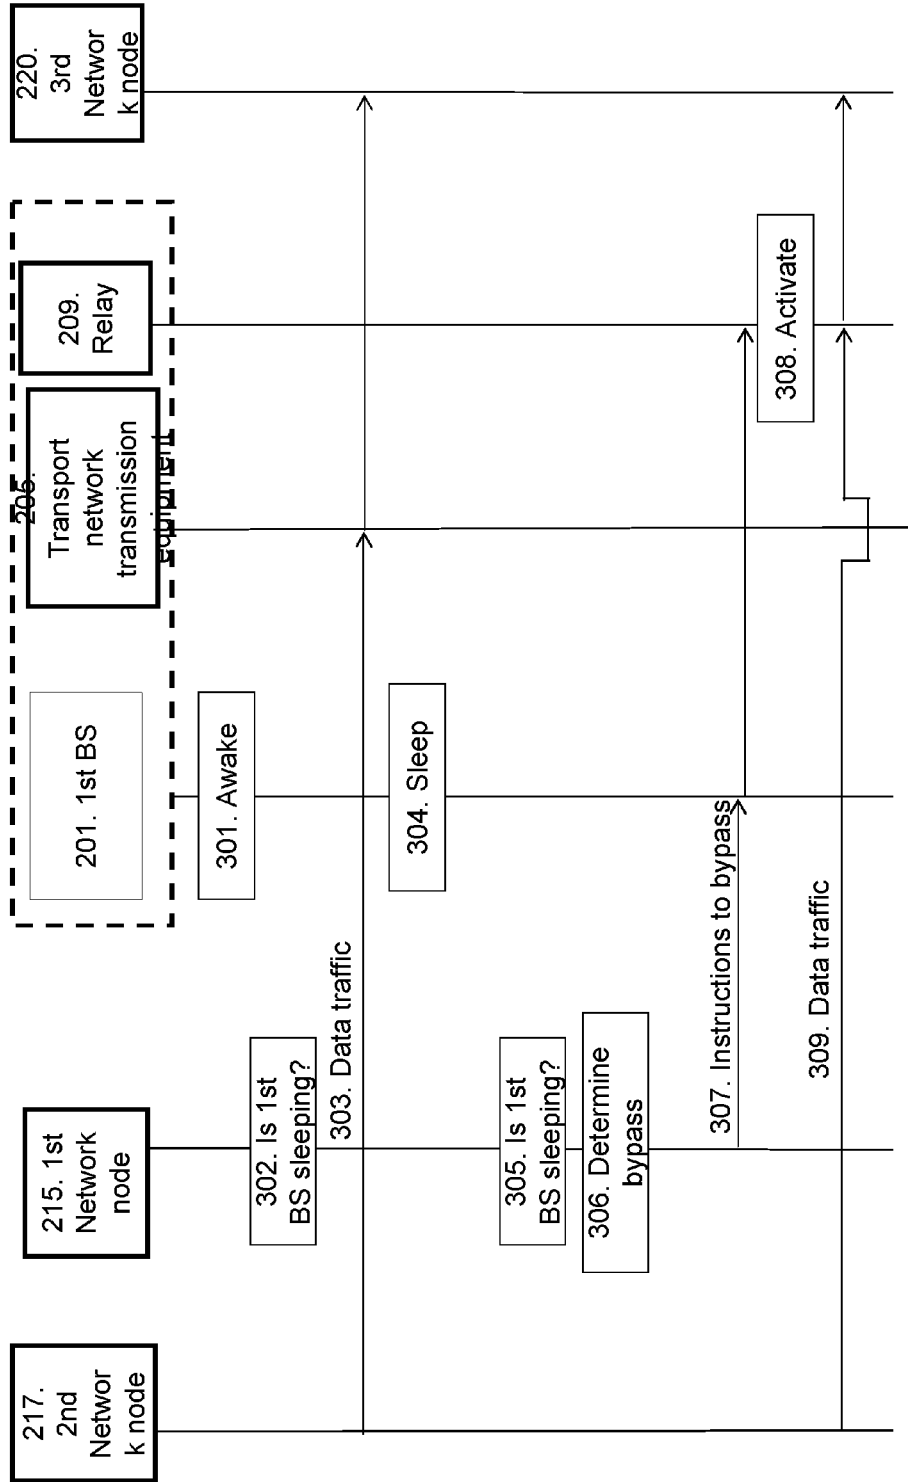 217.
2nd
Networ
k node
215. 1st
Network
node
201. 1st BS
205.
Transport
network
transmission
equipment
209.
Relay
220.
3rd
Networ
k node
301. Awake
302. Is 1st
BS sleeping?
303. Data traffic
304. Sleep
305. Is 1st
BS sleeping?
306. Determine
bypass
307. Instructions to bypass
308. Activate
309. Data traffic